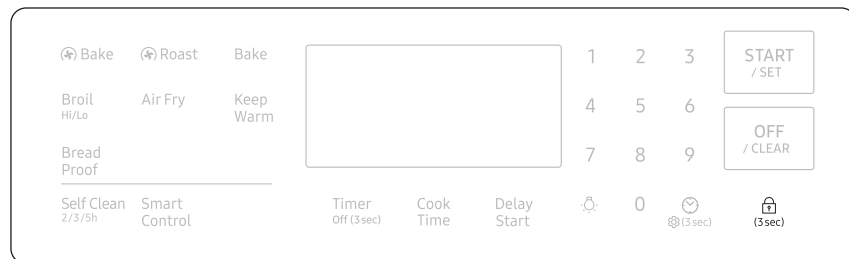 Bake Roast Bake 1 2 3 START
/ SET
Broil Air Fry Keep 4 5 6
Hi/Lo Warm
OFF
/ CLEAR
Bread 7 8 9
Proof
Self Clean Smart Timer Cook Delay 0
2/3/5h Control Off (3 sec) Time Start (3 sec) (3 sec)